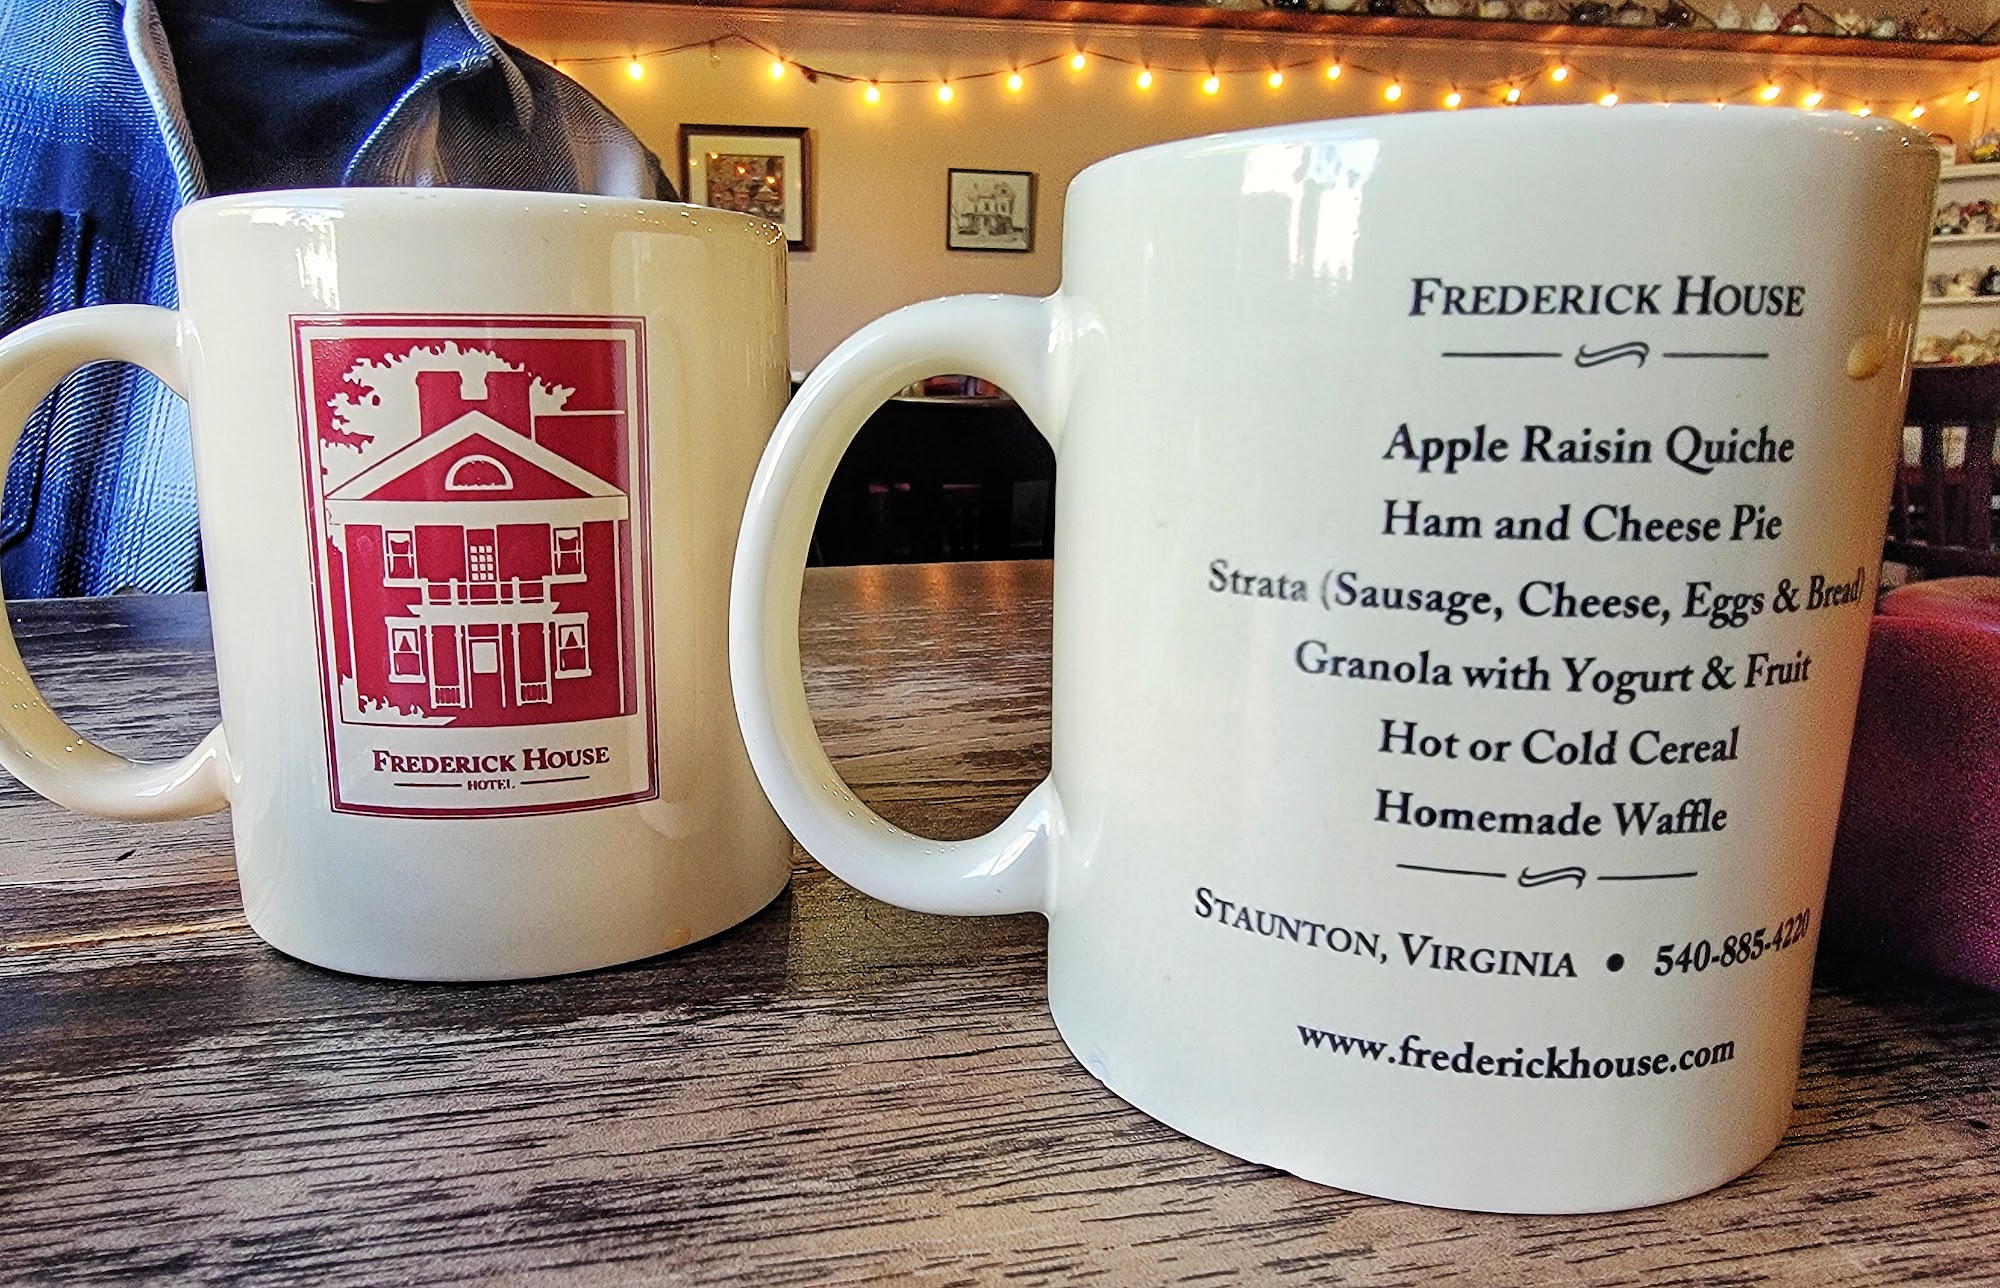 FREDERICK HOUSE
HOTEL
FREDERICK HOUSE
Apple Raisin Quiche
Ham and Cheese Pie
Strata (Sausage, Cheese, Eggs & Bread)
Granola with Yogurt & Fruit
Hot or Cold Cereal
Homemade Waffle
STAUNTON, VIRGINIA • 540-885-4220
www.frederickhouse.com